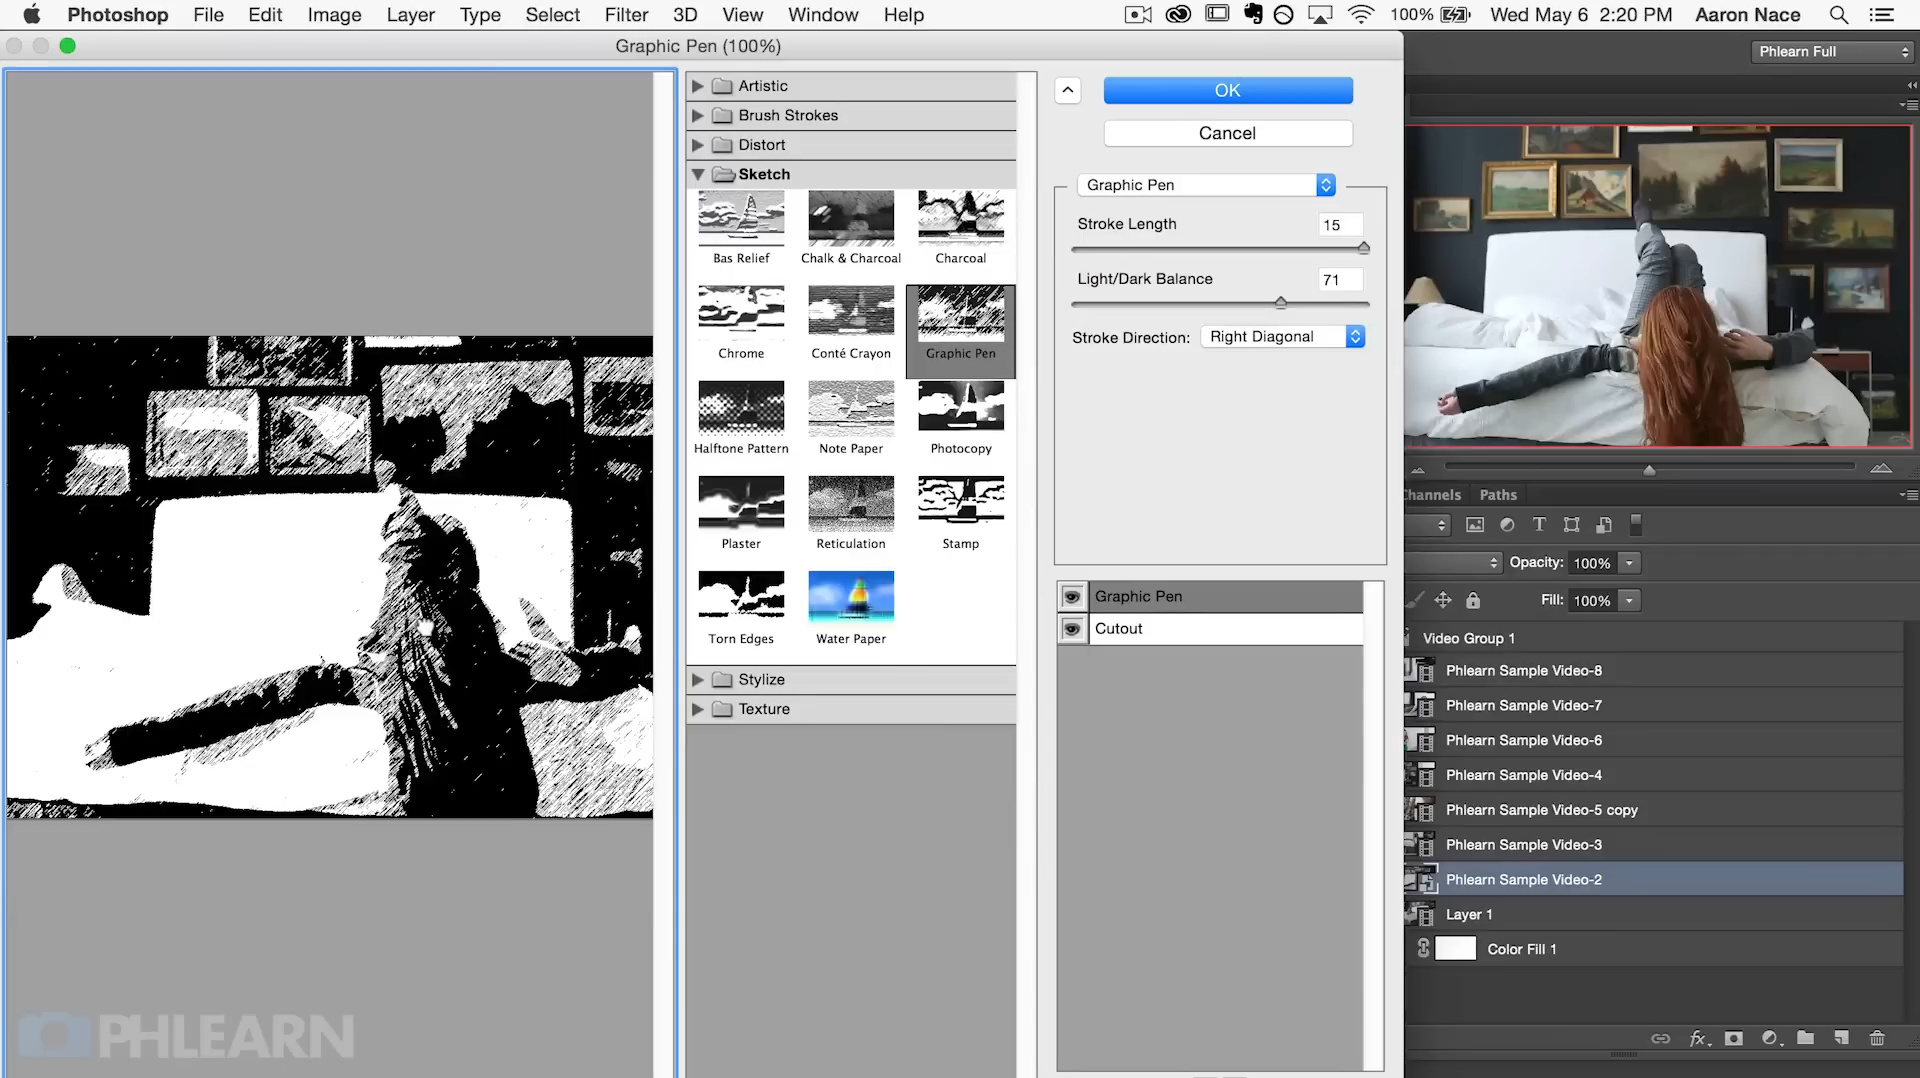 Photoshop File Edit Image Layer Type Select Filter 3D View Window Help 100% Wed May 6 2:20 PM Aaron Nace
Graphic Pen (100%)
Phlearn Full
Artistic
Brush Strokes
Distort
Sketch
Bas Relief Chalk & Charcoal Charcoal
Chrome Conté Crayon Graphic Pen
Halftone Pattern Note Paper Photocopy
Plaster Reticulation Stamp
Torn Edges Water Paper
Stylize
Texture
OK
Cancel
Graphic Pen
Stroke Length 15
Light/Dark Balance 71
Stroke Direction: Right Diagonal
Graphic Pen
Cutout
Channels Paths
Opacity: 100%
Fill: 100%
Video Group 1
Phlearn Sample Video-8
Phlearn Sample Video-7
Phlearn Sample Video-6
Phlearn Sample Video-4
Phlearn Sample Video-5 copy
Phlearn Sample Video-3
Phlearn Sample Video-2
Layer 1
Color Fill 1
fx
PHLEARN